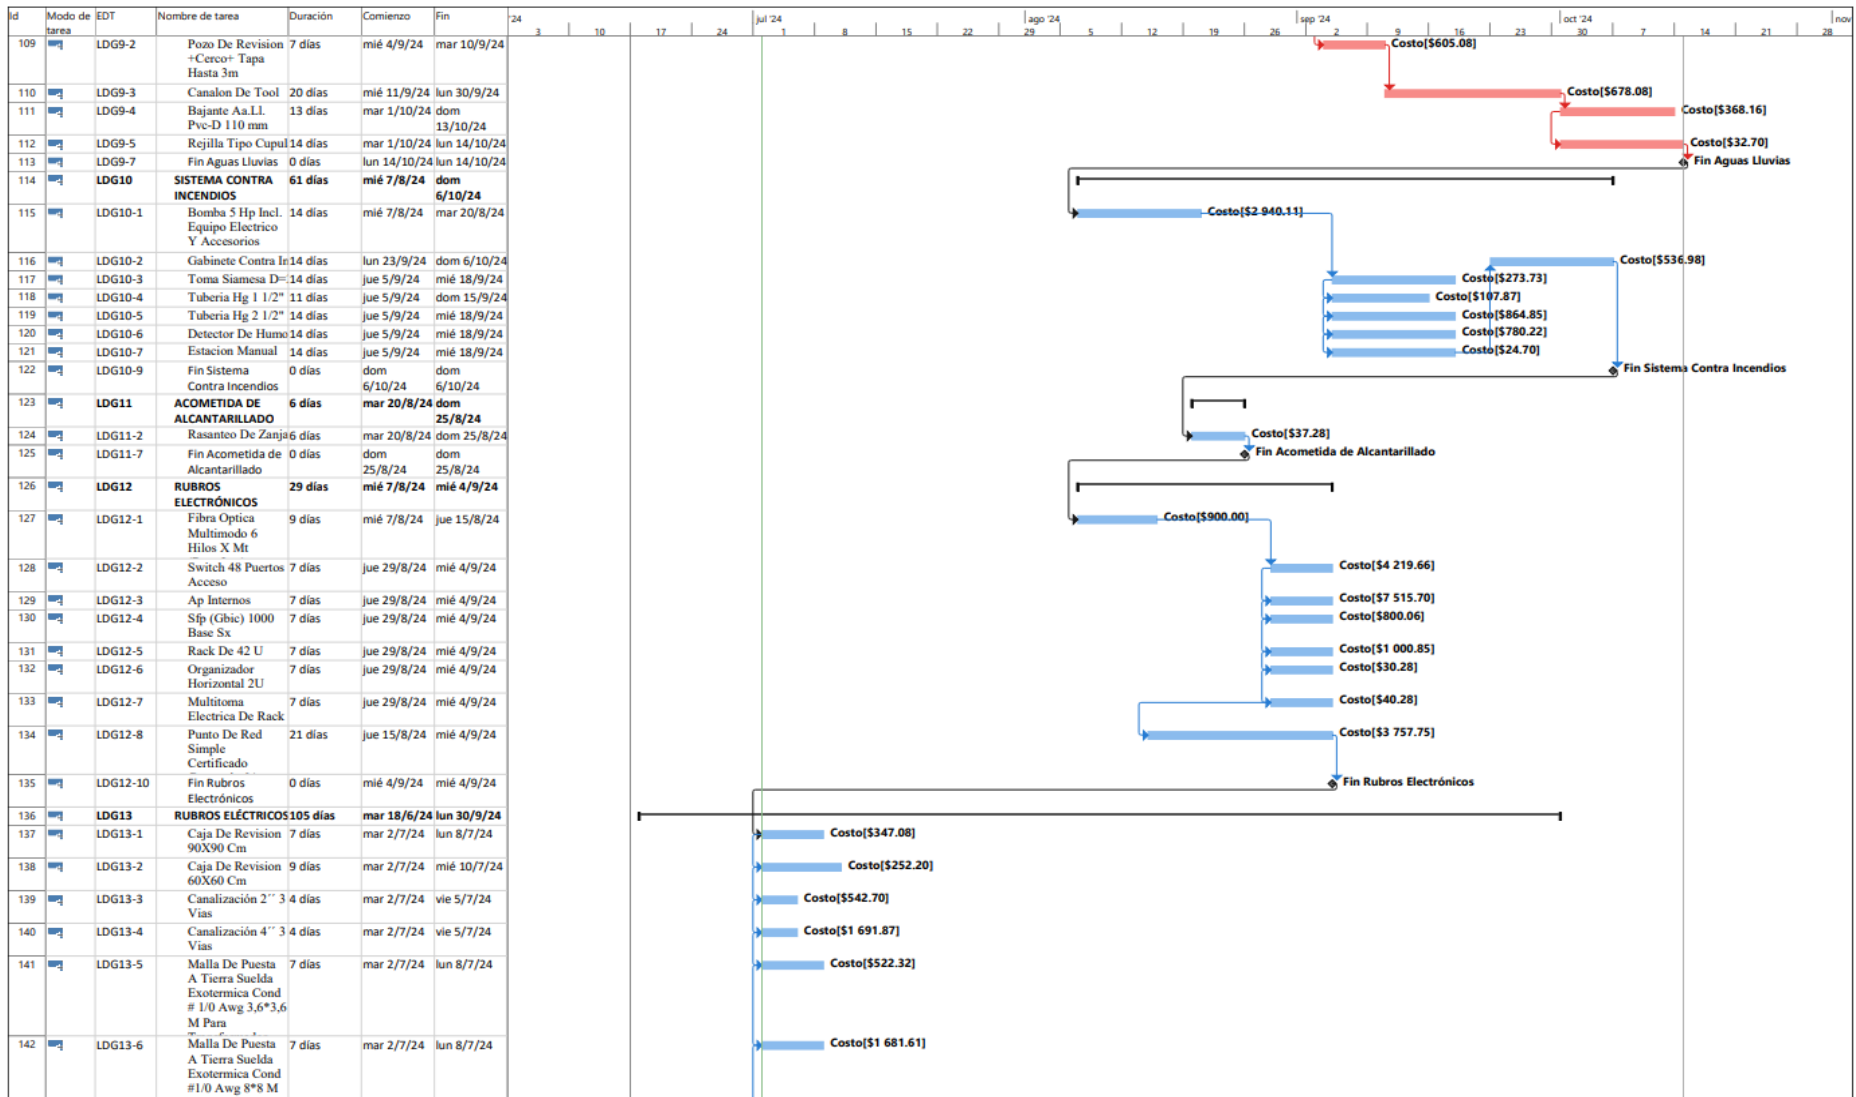 Id Modo de tarea EDT Nombre de tarea Duración Comienzo Fin
'24 jul '24 ago '24 sep '24 oct '24 nov
3 10 17 24 1 8 15 22 29 5 12 19 26 2 9 16 23 30 7 14 21 28
109 LDG9-2 Pozo De Revision +Cerco+ Tapa Hasta 3m 7 días mié 4/9/24 mar 10/9/24 Costo[$605.08]
110 LDG9-3 Canalon De Tool 20 días mié 11/9/24 lun 30/9/24 Costo[$678.08]
111 LDG9-4 Bajante Aa.Ll. Pvc-D 110 mm 13 días mar 1/10/24 dom 13/10/24 Costo[$368.16]
112 LDG9-5 Rejilla Tipo Cupul 14 días mar 1/10/24 lun 14/10/24 Costo[$32.70]
113 LDG9-7 Fin Aguas Lluvias 0 días lun 14/10/24 lun 14/10/24 Fin Aguas Lluvias
114 LDG10 SISTEMA CONTRA INCENDIOS 61 días mié 7/8/24 dom 6/10/24
115 LDG10-1 Bomba 5 Hp Incl. Equipo Electrico Y Accesorios 14 días mié 7/8/24 mar 20/8/24 Costo[$2 940.11]
116 LDG10-2 Gabinete Contra In 14 días lun 23/9/24 dom 6/10/24 Costo[$536.98]
117 LDG10-3 Toma Siamesa D= 14 días jue 5/9/24 mié 18/9/24 Costo[$273.73]
118 LDG10-4 Tuberia Hg 1 1/2" 11 días jue 5/9/24 dom 15/9/24 Costo[$107.87]
119 LDG10-5 Tuberia Hg 2 1/2" 14 días jue 5/9/24 mié 18/9/24 Costo[$864.85]
120 LDG10-6 Detector De Humo 14 días jue 5/9/24 mié 18/9/24 Costo[$780.22]
121 LDG10-7 Estacion Manual 14 días jue 5/9/24 mié 18/9/24 Costo[$24.70]
122 LDG10-9 Fin Sistema Contra Incendios 0 días dom 6/10/24 dom 6/10/24 Fin Sistema Contra Incendios
123 LDG11 ACOMETIDA DE ALCANTARILLADO 6 días mar 20/8/24 dom 25/8/24
124 LDG11-2 Rasanteo De Zanja 6 días mar 20/8/24 dom 25/8/24 Costo[$37.28]
125 LDG11-7 Fin Acometida de Alcantarillado 0 días dom 25/8/24 dom 25/8/24 Fin Acometida de Alcantarillado
126 LDG12 RUBROS ELECTRÓNICOS 29 días mié 7/8/24 mié 4/9/24
127 LDG12-1 Fibra Optica Multimodo 6 Hilos X Mt 9 días mié 7/8/24 jue 15/8/24 Costo[$900.00]
128 LDG12-2 Switch 48 Puertos Acceso 7 días jue 29/8/24 mié 4/9/24 Costo[$4 219.66]
129 LDG12-3 Ap Internos 7 días jue 29/8/24 mié 4/9/24 Costo[$7 515.70]
130 LDG12-4 Sfp (Gbic) 1000 Base Sx 7 días jue 29/8/24 mié 4/9/24 Costo[$800.06]
131 LDG12-5 Rack De 42 U 7 días jue 29/8/24 mié 4/9/24 Costo[$1 000.85]
132 LDG12-6 Organizador Horizontal 2U 7 días jue 29/8/24 mié 4/9/24 Costo[$30.28]
133 LDG12-7 Multitoma Electrica De Rack 7 días jue 29/8/24 mié 4/9/24 Costo[$40.28]
134 LDG12-8 Punto De Red Simple Certificado 21 días jue 15/8/24 mié 4/9/24 Costo[$3 757.75]
135 LDG12-10 Fin Rubros Electrónicos 0 días mié 4/9/24 mié 4/9/24 Fin Rubros Electrónicos
136 LDG13 RUBROS ELÉCTRICOS 105 días mar 18/6/24 lun 30/9/24
137 LDG13-1 Caja De Revision 90X90 Cm 7 días mar 2/7/24 lun 8/7/24 Costo[$347.08]
138 LDG13-2 Caja De Revision 60X60 Cm 9 días mar 2/7/24 mié 10/7/24 Costo[$252.20]
139 LDG13-3 Canalización 2´´ 3 Vias 4 días mar 2/7/24 vie 5/7/24 Costo[$542.70]
140 LDG13-4 Canalización 4´´ 3 Vias 4 días mar 2/7/24 vie 5/7/24 Costo[$1 691.87]
141 LDG13-5 Malla De Puesta A Tierra Suelda Exotermica Cond # 1/0 Awg 3,6*3,6 M Para 7 días mar 2/7/24 lun 8/7/24 Costo[$522.32]
142 LDG13-6 Malla De Puesta A Tierra Suelda Exotermica Cond #1/0 Awg 8*8 M 7 días mar 2/7/24 lun 8/7/24 Costo[$1 681.61]